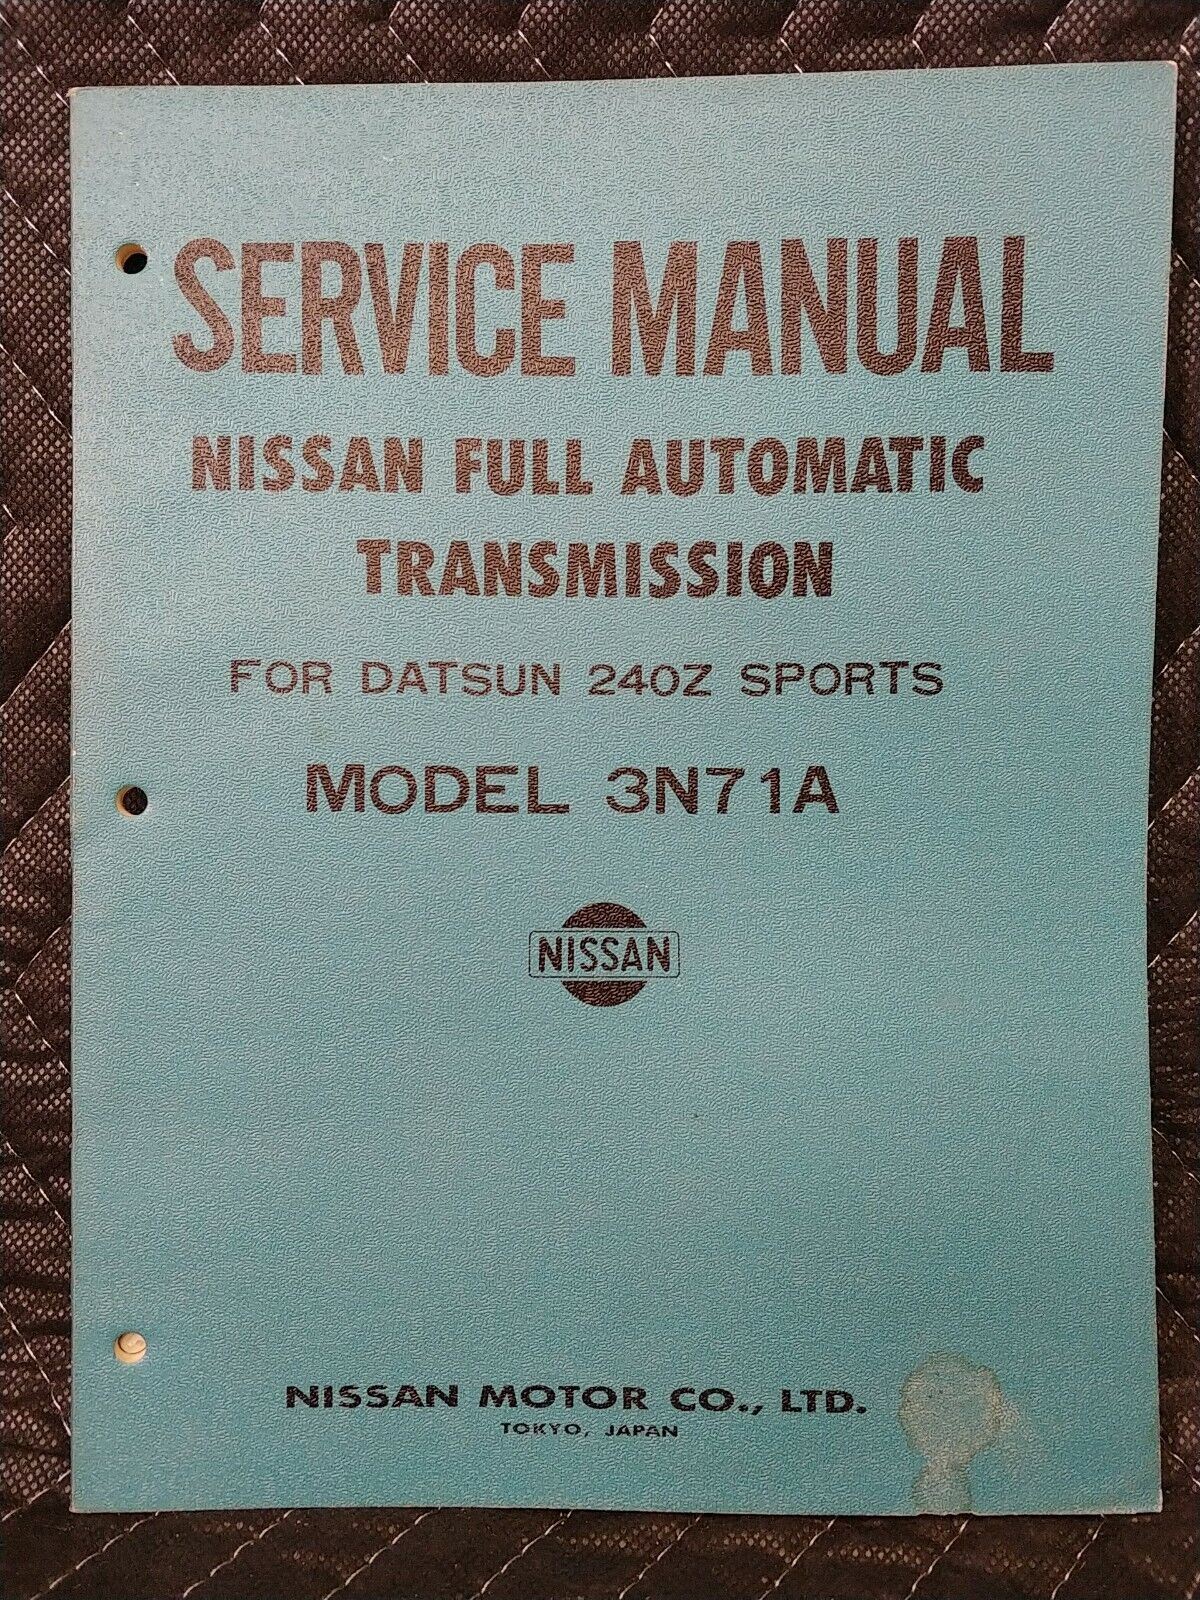 SERVICE MANUAL
NISSAN FULL AUTOMATIC
TRANSMISSION
FOR DATSUN 240Z SPORTS
MODEL 3N71A
NISSAN
NISSAN MOTOR CO., LTD.
TOKYO, JAPAN